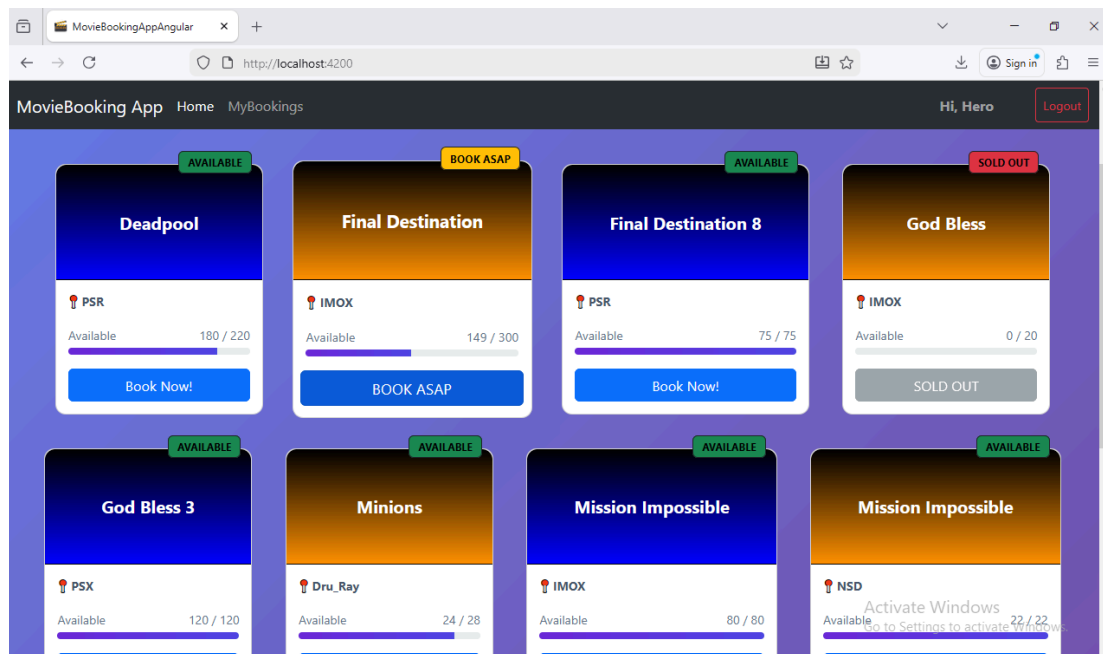 MovieBookingAppAngular
http://localhost:4200
Sign in
MovieBooking App Home MyBookings Hi, Hero Logout
AVAILABLE BOOK ASAP AVAILABLE SOLD OUT
Deadpool Final Destination Final Destination 8 God Bless
PSR IMOX PSR IMOX
Available 180 / 220 Available 149 / 300 Available 75 / 75 Available 0 / 20
Book Now! BOOK ASAP Book Now! SOLD OUT
AVAILABLE AVAILABLE AVAILABLE AVAILABLE
God Bless 3 Minions Mission Impossible Mission Impossible
PSX Dru_Ray IMOX NSD
Activate Windows
Available 120 / 120 Available 24 / 28 Available 80 / 80 Available 22 / 22
Go to Settings to activate Windows.